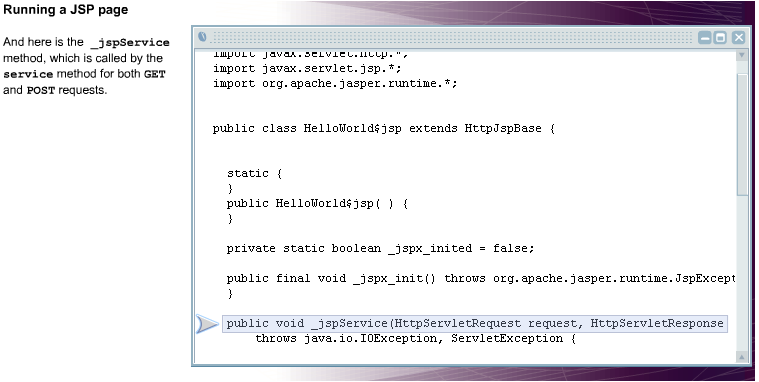 Running a JSP page
And here is the _jspService
method, which is called by the
service method for both GET
and POST requests.
import javax.servlet.http.*;
import javax.servlet.jsp.*;
import org.apache.jasper.runtime.*;
public class HelloWorld$jsp extends HttpJspBase {
static {
}
public HelloWorld$jsp( ) {
}
private static boolean _jspx_inited = false;
public final void _jspx_init() throws org.apache.jasper.runtime.JspExcept
}
public void _jspService(HttpServletRequest request, HttpServletResponse
throws java.io.IOException, ServletException {